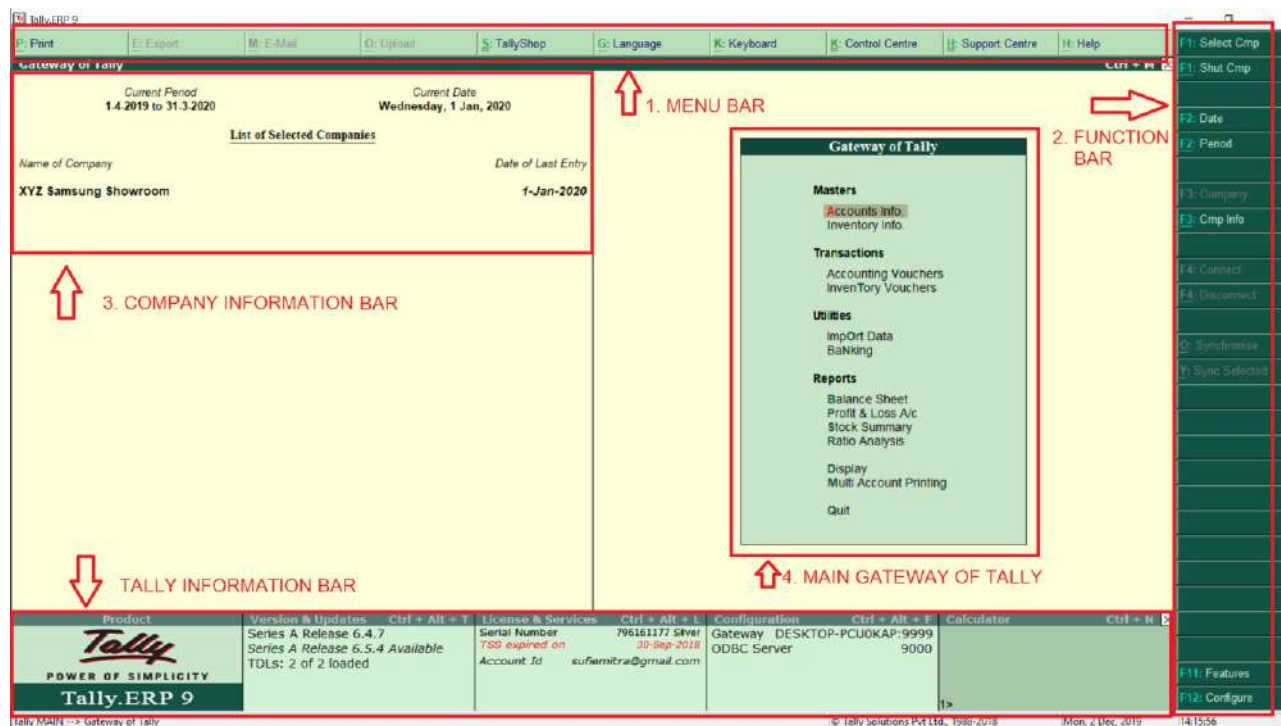 Tally.ERP 9
P: Print
E: Export
M: E-Mail
O: Upload
S: TallyShop
G: Language
K: Keyboard
K: Control Centre
H: Support Centre
H: Help
F1: Select Cmp
F1: Shut Cmp
F2: Date
F2: Period
F3: Company
F3: Cmp Info
F4: Connect
F4: Disconnect
O: Synchronise
Y: Sync Selected
F11: Features
F12: Configure
Gateway of Tally
Ctrl + M
1. MENU BAR
2. FUNCTION
BAR
Current Period
1-4-2019 to 31-3-2020
Current Date
Wednesday, 1 Jan, 2020
List of Selected Companies
Name of Company
Date of Last Entry
XYZ Samsung Showroom
1-Jan-2020
3. COMPANY INFORMATION BAR
Gateway of Tally
Masters
Accounts Info.
Inventory Info.
Transactions
Accounting Vouchers
InvenTory Vouchers
Utilities
ImpOrt Data
BaNking
Reports
Balance Sheet
Profit & Loss A/c
Stock Summary
Ratio Analysis
Display
Multi Account Printing
Quit
4. MAIN GATEWAY OF TALLY
TALLY INFORMATION BAR
Product
Tally
POWER OF SIMPLICITY
Tally.ERP 9
Version & Updates Ctrl + Alt + T
Series A Release 6.4.7
Series A Release 6.5.4 Available
TDLs: 2 of 2 loaded
License & Services Ctrl + Alt + L
Serial Number 796161177 Silver
TSS expired on 30-Sep-2018
Account Id sufiemitra@gmail.com
Configuration Ctrl + Alt + F
Gateway DESKTOP-PCU0KAP:9999
ODBC Server 9000
Calculator Ctrl + N
1>
Tally MAIN --> Gateway of Tally
© Tally Solutions Pvt Ltd., 1988-2018
Mon, 2 Dec, 2019
14:15:56